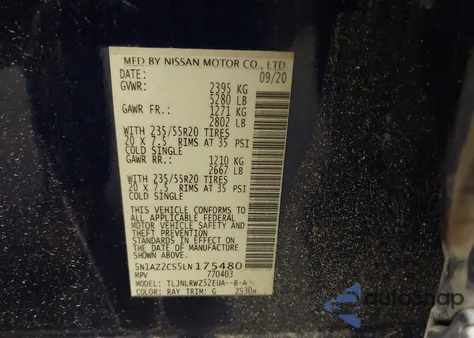 MFD BY NISSAN MOTOR CO., LTD.
DATE: 09/20
GVWR: 2395 KG
5280 LB
GAWR FR.: 1271 KG
2802 LB
WITH 235/55R20 TIRES
20 X 7.5 RIMS AT 35 PSI
COLD SINGLE
GAWR RR.: 1210 KG
2667 LB
WITH 235/55R20 TIRES
20 X 7.5 RIMS AT 35 PSI
COLD SINGLE
THIS VEHICLE CONFORMS TO
ALL APPLICABLE FEDERAL
MOTOR VEHICLE SAFETY
STANDARDS IN EFFECT ON THE
DATE OF MANUFACTURE SHOWN
ABOVE.
5N1AZ2CS5LN175480
MPV 770403
TLJNLRWZ52EUA--B-A
COLOR: RAY TRIM: G Z530M
autosnap